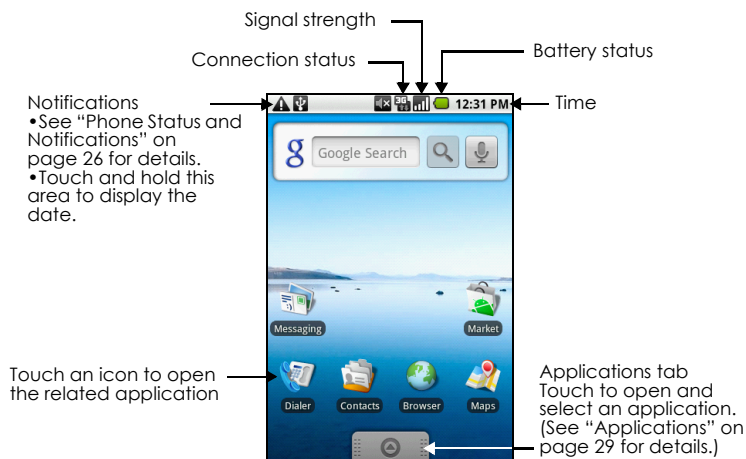 Signal strength
Connection status
Battery status
Notifications
•See “Phone Status and
Notifications” on
page 26 for details.
•Touch and hold this
area to display the
date.
3G
12:31 PM
Time
g
Google Search
Messaging
Market
Touch an icon to open
the related application
Dialer
Contacts
Browser
Maps
Applications tab
Touch to open and
select an application.
(See “Applications” on
page 29 for details.)